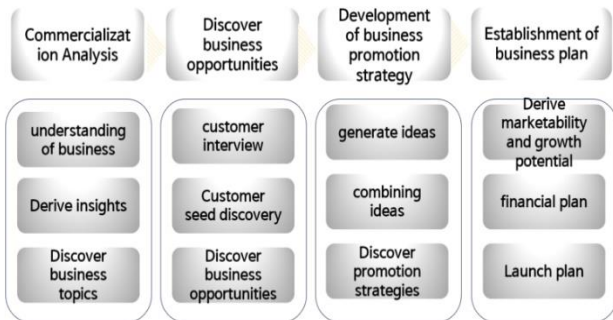 Commercializat
ion Analysis
Discover
business
opportunities
Development
of business
promotion
strategy
Establishment of
business plan
understanding
of business
Derive insights
Discover
business
topics
customer
interview
Customer
seed discovery
Discover
business
opportunities
generate ideas
combining
ideas
Discover
promotion
strategies
Derive
marketability
and growth
potential
financial plan
Launch plan